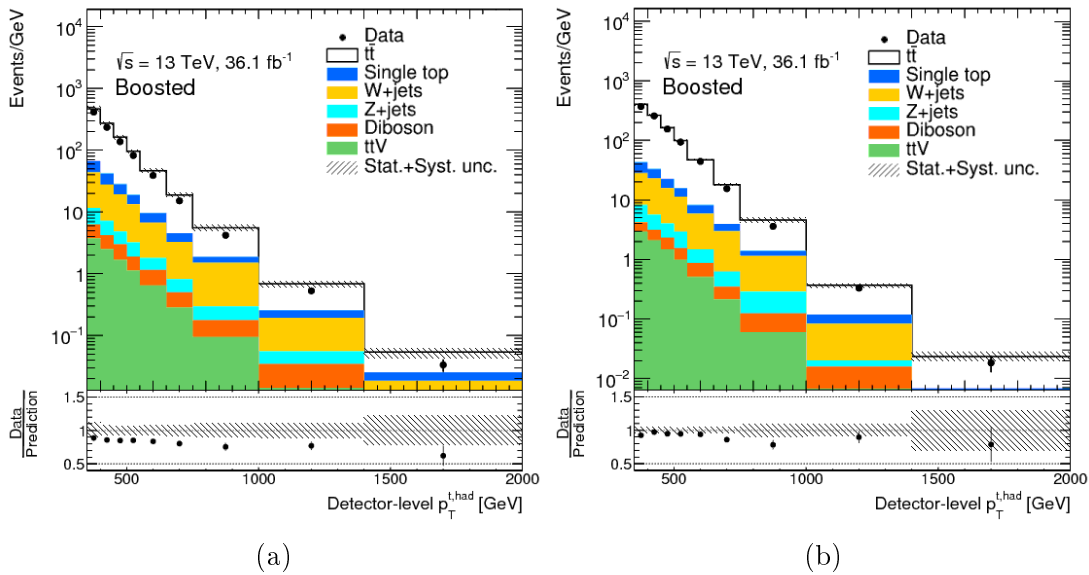 Events/GeV
10⁴
10³
10²
10
1
10⁻¹
√s = 13 TeV, 36.1 fb⁻¹
Boosted
Data
tt̄
Single top
W+jets
Z+jets
Diboson
ttV
Stat.+Syst. unc.
Data
Prediction
1.5
1
0.5
500
1000
1500
2000
Detector-level p_T^{t,had} [GeV]
(a)
Events/GeV
10⁴
10³
10²
10
1
10⁻¹
10⁻²
√s = 13 TeV, 36.1 fb⁻¹
Boosted
Data
tt̄
Single top
W+jets
Z+jets
Diboson
ttV
Stat.+Syst. unc.
Data
Prediction
1.5
1
0.5
500
1000
1500
2000
Detector-level p_T^{t,had} [GeV]
(b)